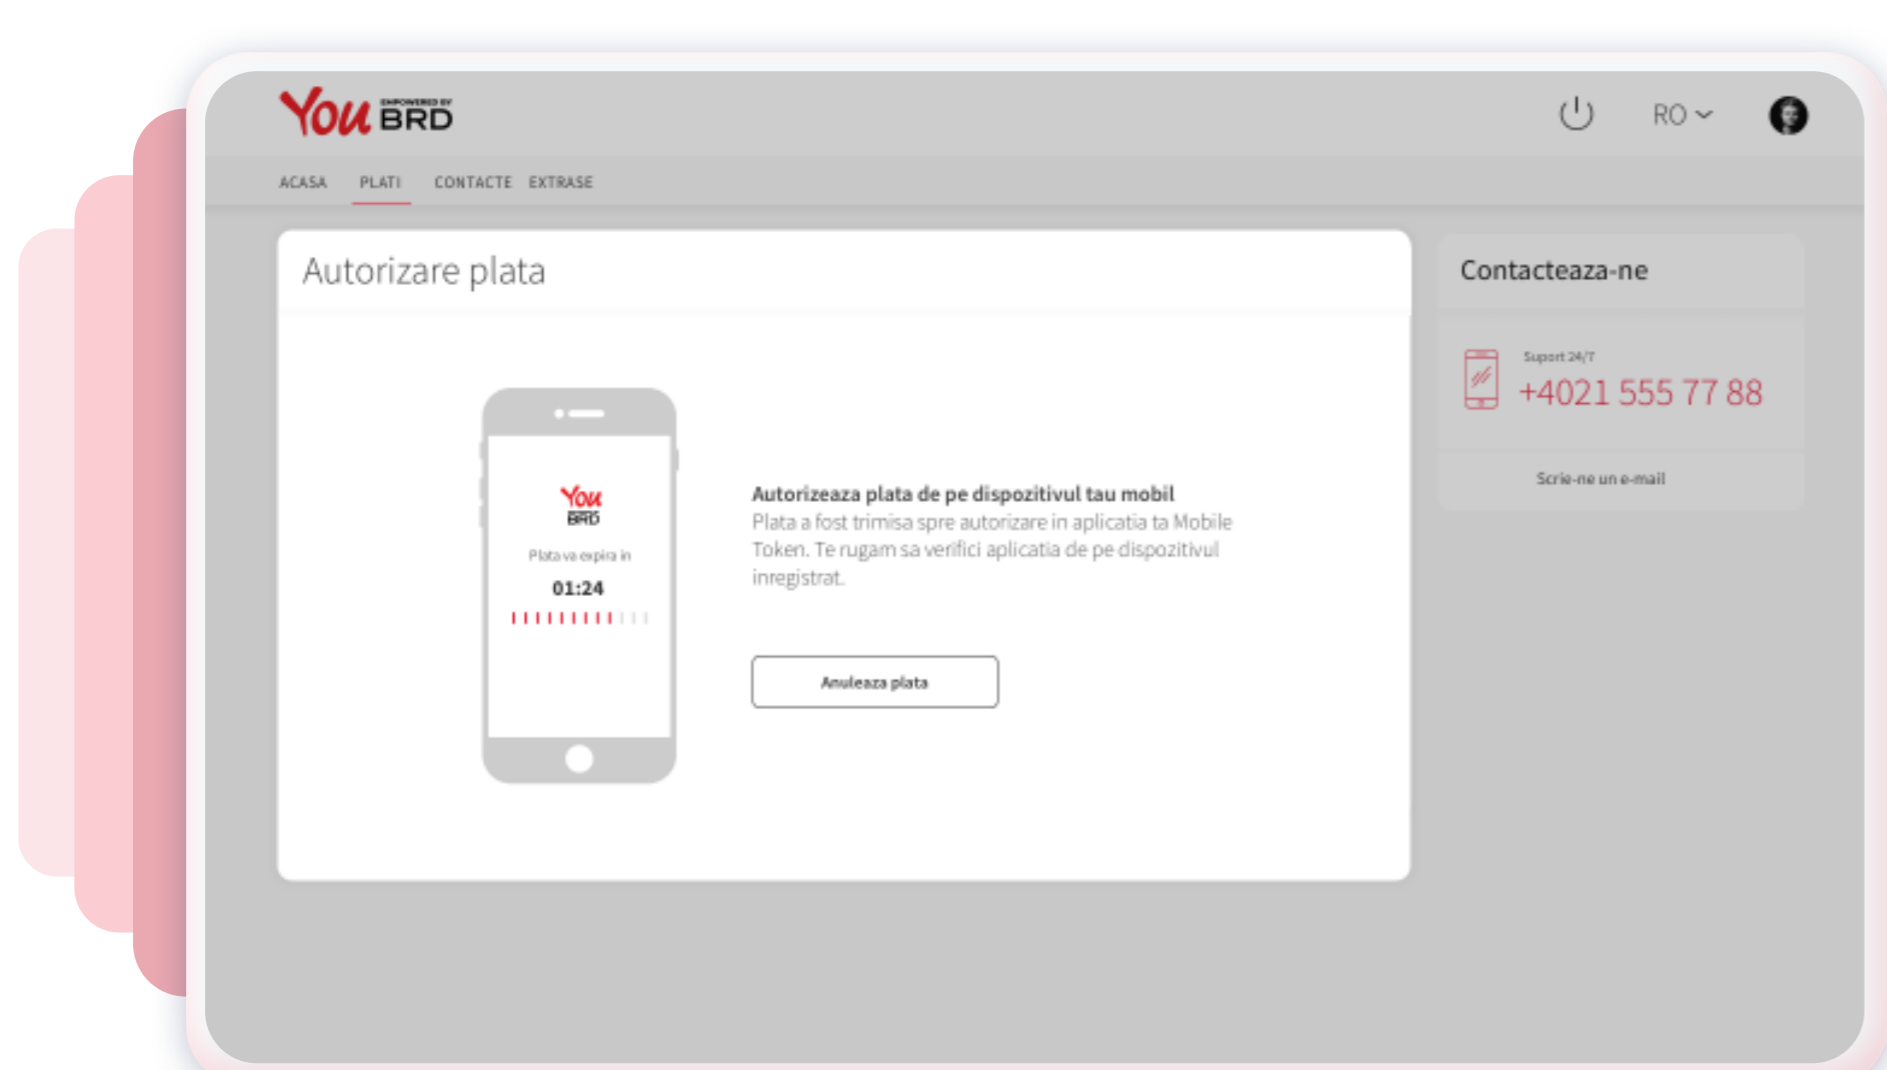 You EMPOWERED BY BRD
RO
ACASA PLATI CONTACTE EXTRASE
Autorizare plata
You
BRD
Plata va expira in
01:24
Autorizeaza plata de pe dispozitivul tau mobil
Plata a fost trimisa spre autorizare in aplicatia ta Mobile
Token. Te rugam sa verifici aplicatia de pe dispozitivul
inregistrat.
Anuleaza plata
Contacteaza-ne
Suport 24/7
+4021 555 77 88
Scrie-ne un e-mail